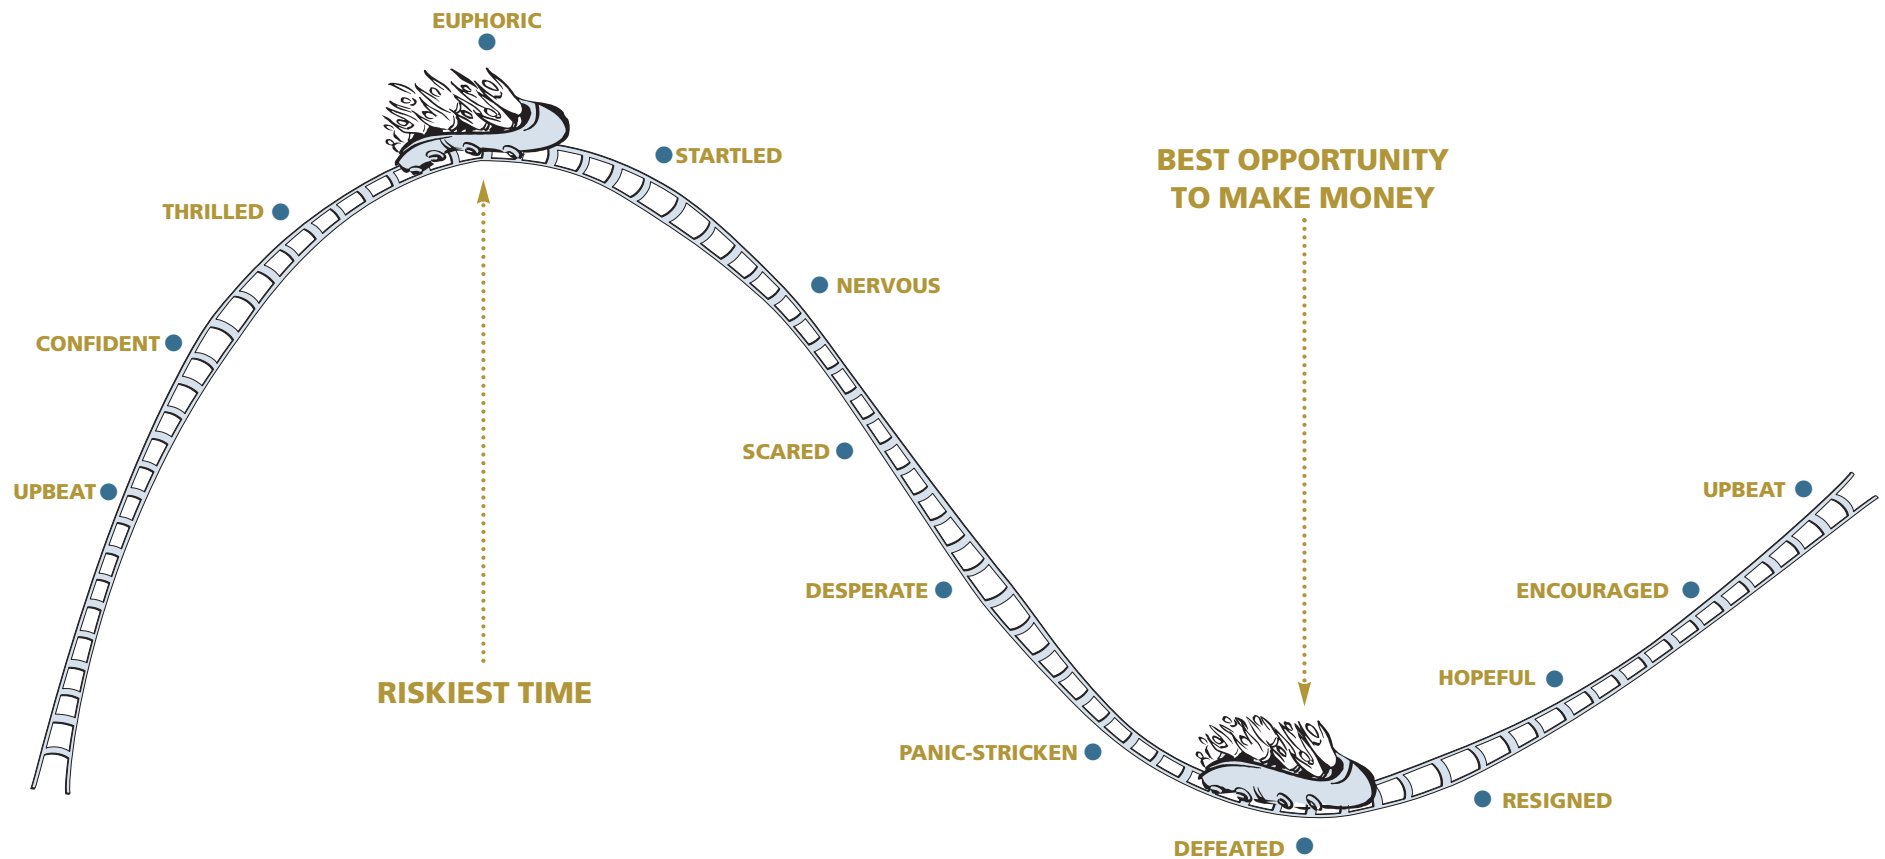 EUPHORIC
STARTLED
THRILLED
BEST OPPORTUNITY
TO MAKE MONEY
NERVOUS
CONFIDENT
SCARED
UPBEAT
UPBEAT
DESPERATE
ENCOURAGED
HOPEFUL
RISKIEST TIME
PANIC-STRICKEN
RESIGNED
DEFEATED